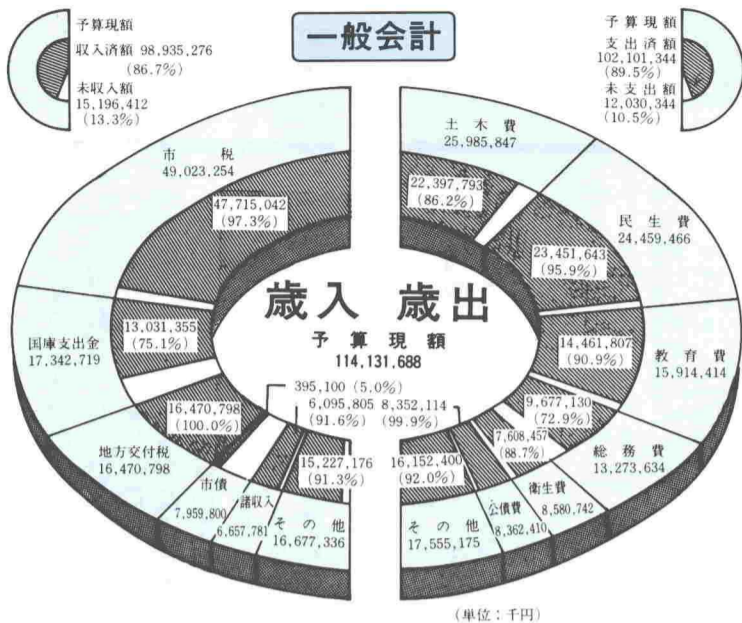 一般会計
予算現額
収入済額 98,935,276
(86.7%)
未収入額
15,196,412
(13.3%)
予算現額
支出済額
102,101,344
(89.5%)
未支出額
12,030,344
(10.5%)
市税
49,023,254
47,715,042
(97.3%)
国庫支出金
17,342,719
13,031,355
(75.1%)
地方交付税
16,470,798
16,470,798
(100.0%)
市債
7,959,800
395,100 (5.0%)
諸収入
6,657,781
6,095,805
(91.6%)
その他
16,677,336
15,227,176
(91.3%)
歳入 歳出
予算現額
114,131,688
土木費
25,985,847
22,397,793
(86.2%)
民生費
24,459,466
23,451,643
(95.9%)
教育費
15,914,414
14,461,807
(90.9%)
総務費
13,273,634
9,677,130
(72.9%)
衛生費
8,580,742
7,608,457
(88.7%)
公債費
8,362,410
8,352,114
(99.9%)
その他
17,555,175
16,152,400
(92.0%)
(単位:千円)